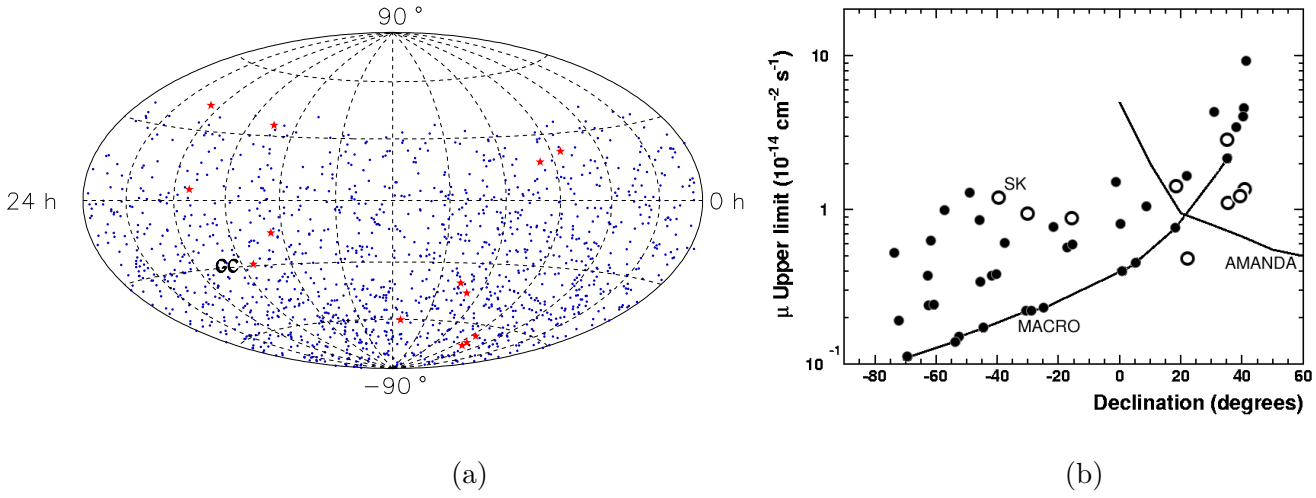 90°
24 h
0 h
GC
−90°
(a)
μ Upper limit (10⁻¹⁴ cm⁻² s⁻¹)
10
1
10⁻¹
SK
MACRO
AMANDA
-80 -60 -40 -20 0 20 40 60
Declination (degrees)
(b)